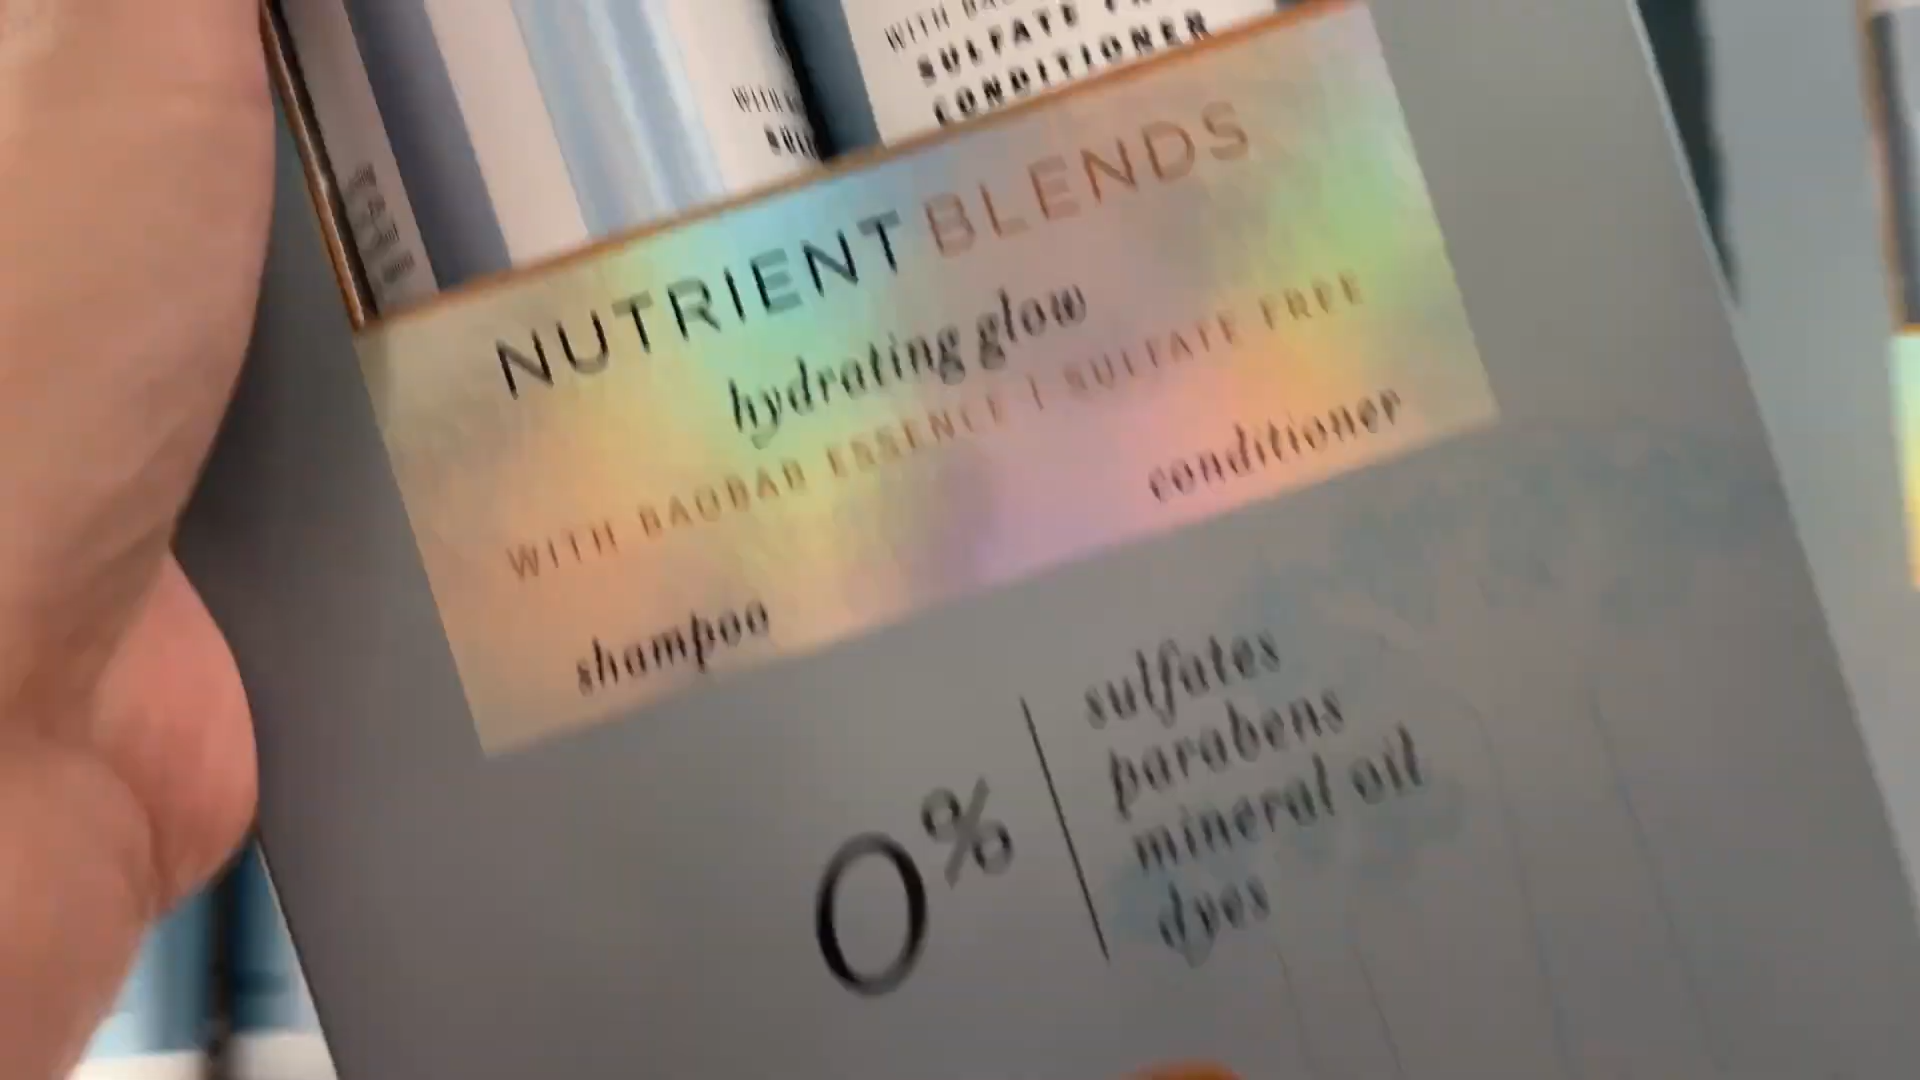 SULFATE
CONDITIONER
WITH
NUTRIENT BLENDS
hydrating glow
WITH BAOBAB ESSENCE | SULFATE FREE
shampoo
conditioner
0%
sulfates
parabens
mineral oil
dyes